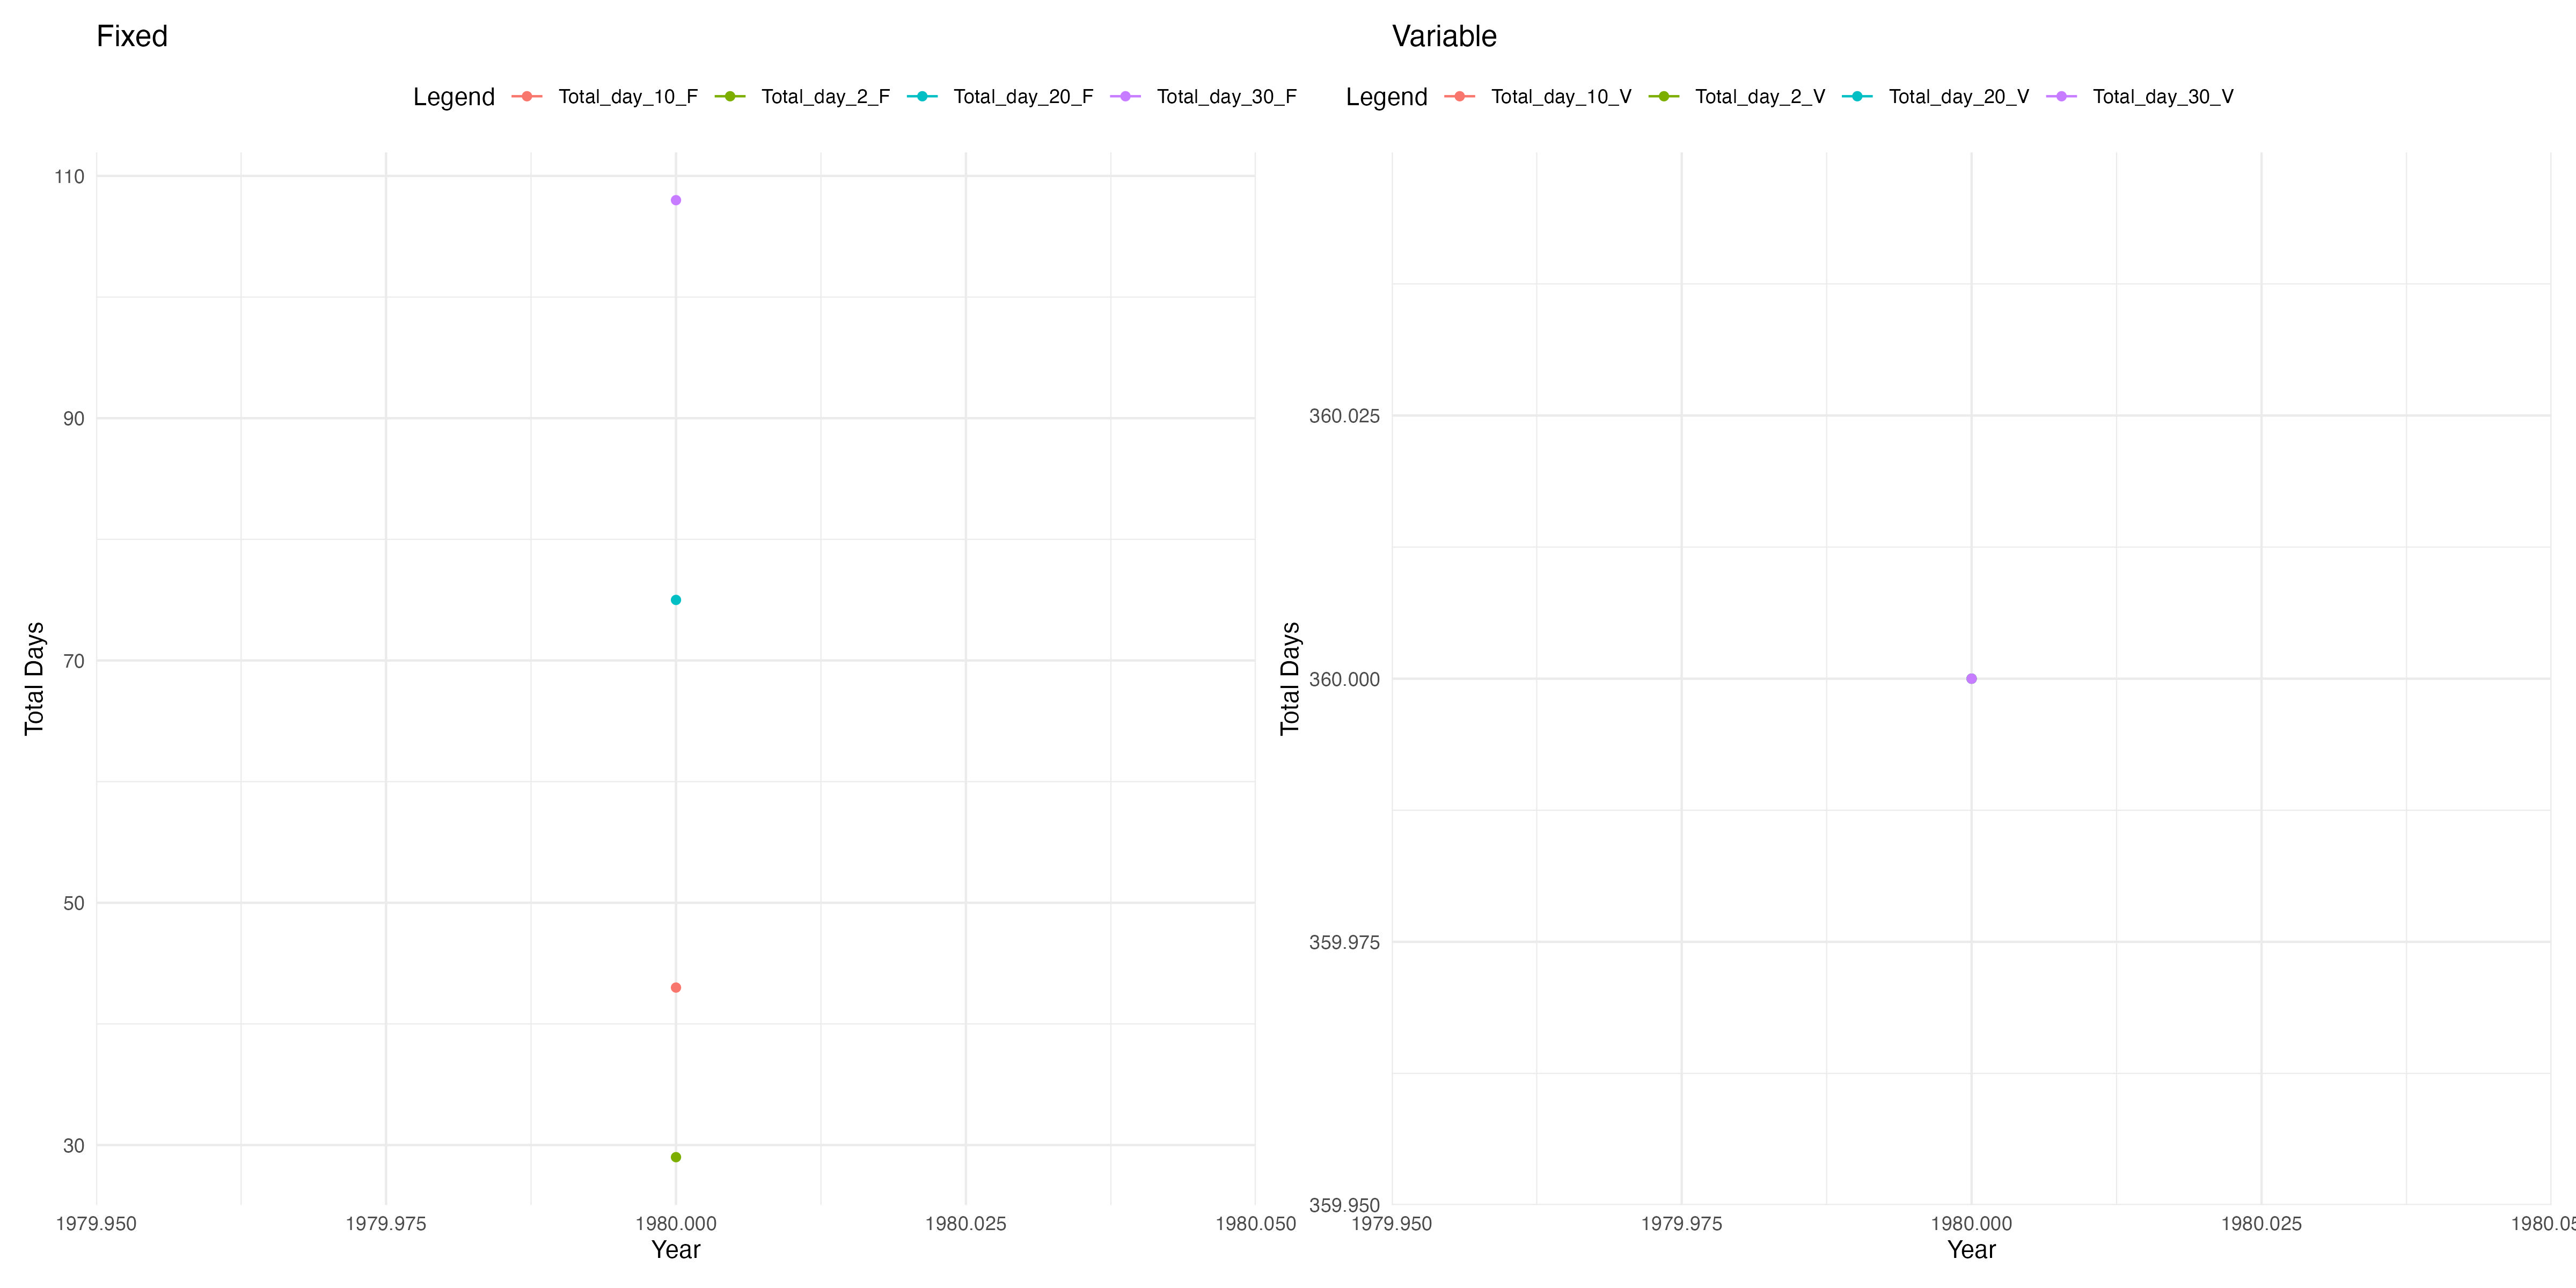 Fixed
Legend Total_day_10_F Total_day_2_F Total_day_20_F Total_day_30_F
110
90
70
50
30
Total Days
1979.950 1979.975 1980.000 1980.025 1980.050
Year
Variable
Legend Total_day_10_V Total_day_2_V Total_day_20_V Total_day_30_V
360.025
360.000
359.975
359.950
Total Days
1979.950 1979.975 1980.000 1980.025 1980.05
Year